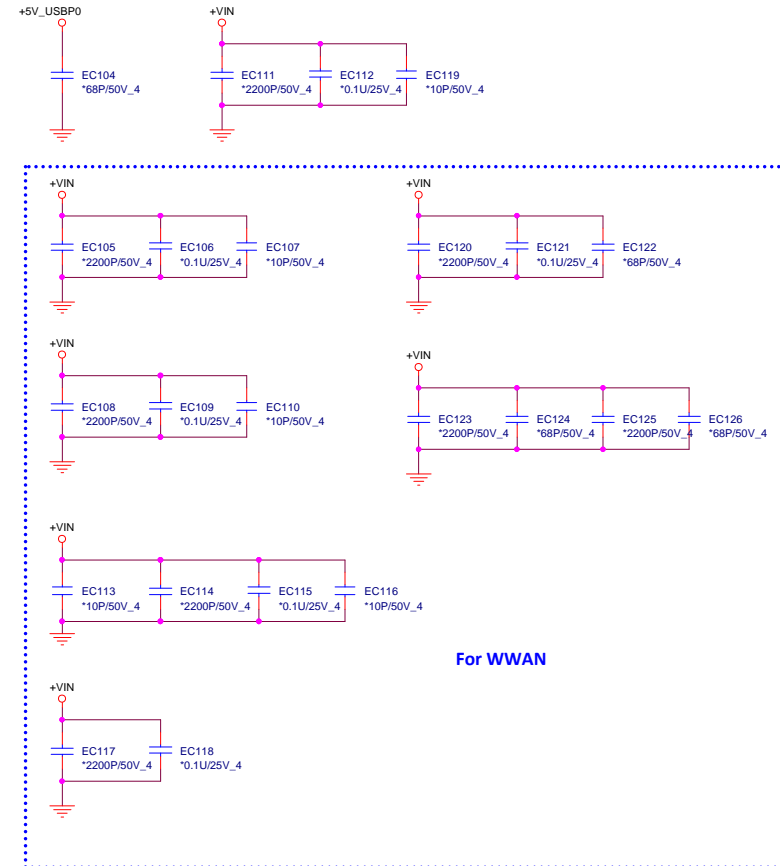 +5V_USBP0
+VIN
EC104
*68P/50V_4
EC111
*2200P/50V_4
EC112
*0.1U/25V_4
EC119
*10P/50V_4
+VIN
EC105
*2200P/50V_4
EC106
*0.1U/25V_4
EC107
*10P/50V_4
+VIN
EC120
*2200P/50V_4
EC121
*0.1U/25V_4
EC122
*68P/50V_4
+VIN
EC108
*2200P/50V_4
EC109
*0.1U/25V_4
EC110
*10P/50V_4
+VIN
EC123
*2200P/50V_4
EC124
*68P/50V_4
EC125
*2200P/50V_4
EC126
*68P/50V_4
+VIN
EC113
*10P/50V_4
EC114
*2200P/50V_4
EC115
*0.1U/25V_4
EC116
*10P/50V_4
For WWAN
+VIN
EC117
*2200P/50V_4
EC118
*0.1U/25V_4